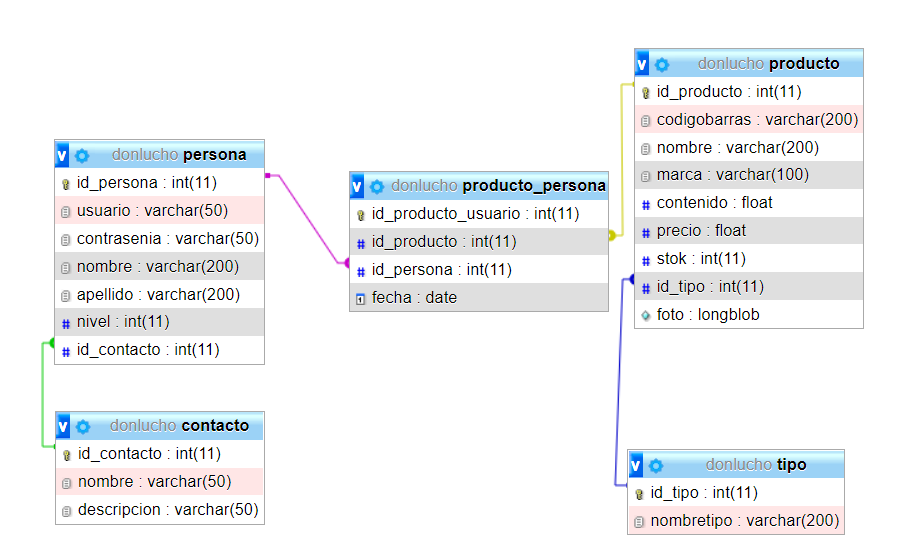 donlucho producto
id_producto : int(11)
codigobarras : varchar(200)
nombre : varchar(200)
marca : varchar(100)
contenido : float
precio : float
stok : int(11)
id_tipo : int(11)
foto : longblob
donlucho persona
id_persona : int(11)
usuario : varchar(50)
contrasenia : varchar(50)
nombre : varchar(200)
apellido : varchar(200)
nivel : int(11)
id_contacto : int(11)
donlucho producto_persona
id_producto_usuario : int(11)
id_producto : int(11)
id_persona : int(11)
fecha : date
donlucho contacto
id_contacto : int(11)
nombre : varchar(50)
descripcion : varchar(50)
donlucho tipo
id_tipo : int(11)
nombretipo : varchar(200)